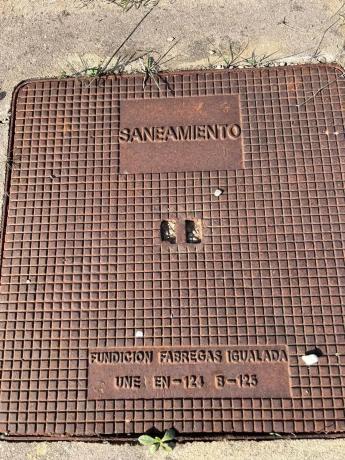 SANEAMIENTO
FUNDICION FABREGAS IGUALADA
UNE EN-124 B-125